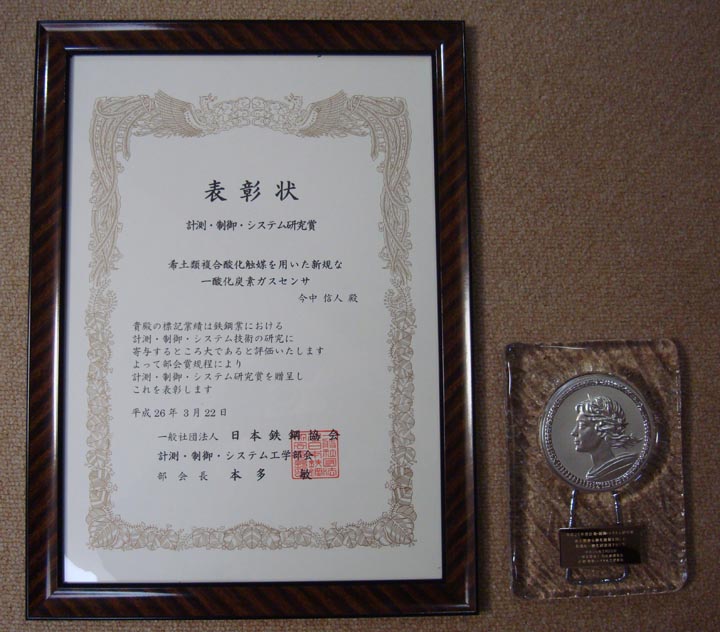 表彰状
計測・制御・システム研究賞
希土類複合酸化触媒を用いた新規な
一酸化炭素ガスセンサ
今中 信人 殿
貴殿の標記業績は鉄鋼業における
計測・制御・システム技術の研究に
寄与するところ大であると評価いたします
よって部会賞規程により
計測・制御・システム研究賞を贈呈し
これを表彰します
平成26年 3月22日
一般社団法人 日本鉄鋼協会
計測・制御・システム工学部会
部会長 本多 敏